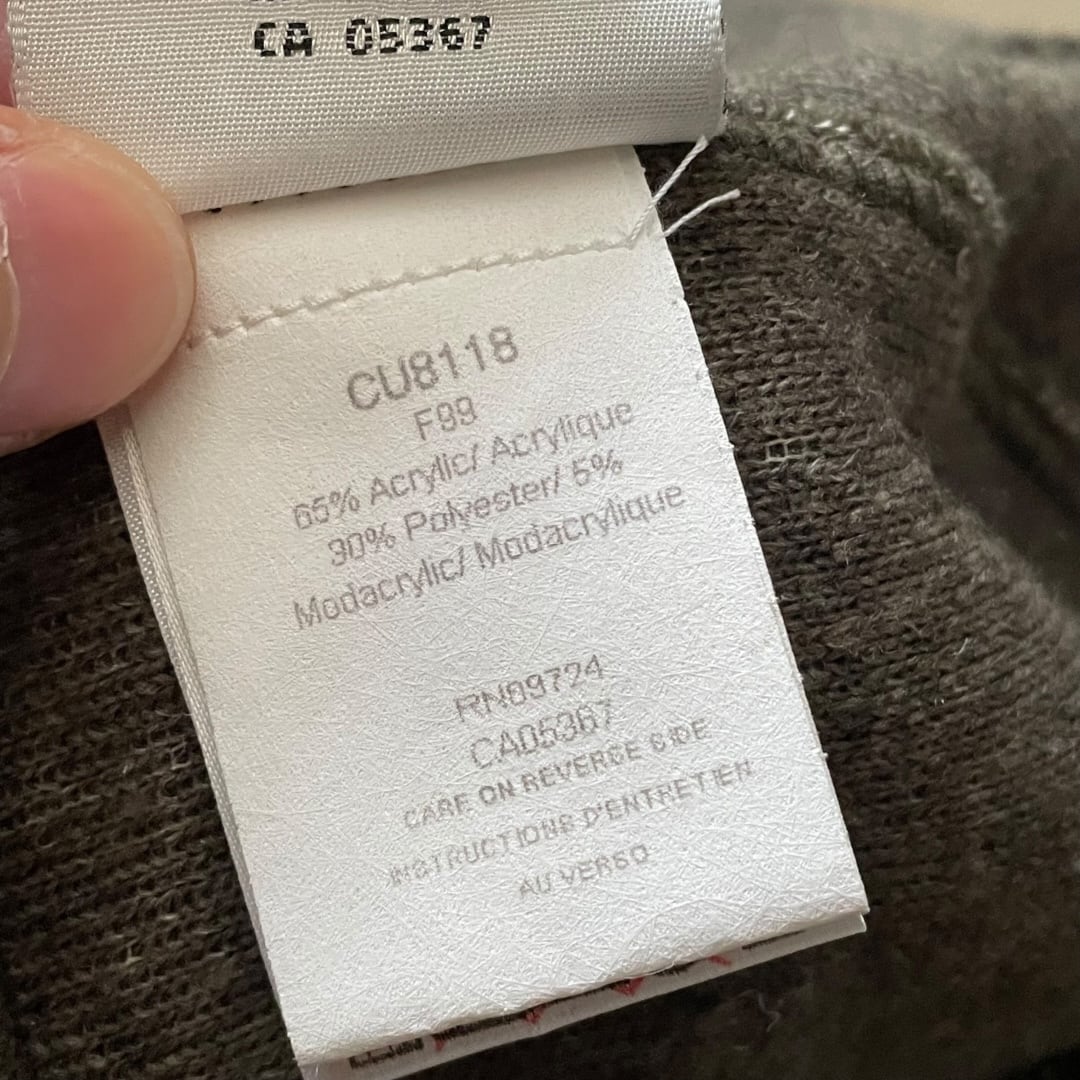 CA 05367
CU8118
F99
65% Acrylic/ Acrylique
30% Polyester/ 5%
Modacrylic/ Modacrylique
RN09724
CA05367
CARE ON REVERSE SIDE
INSTRUCTIONS D'ENTRETIEN
AU VERSO